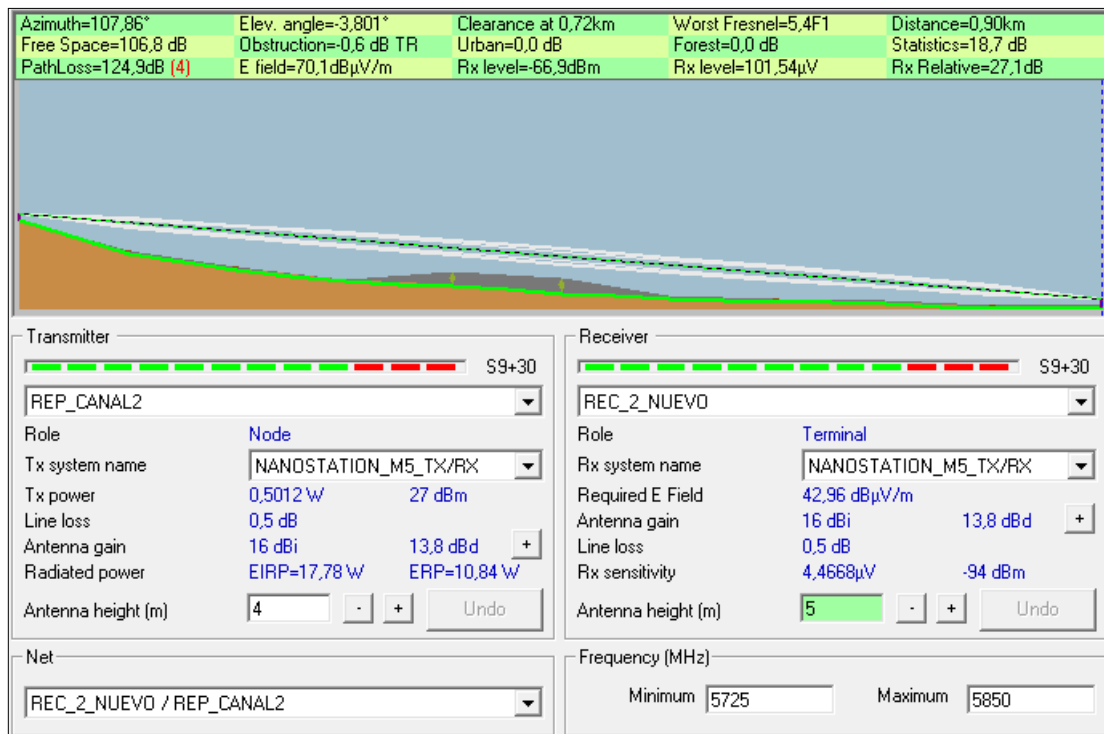 Azimuth=107,86° Elev. angle=-3,801° Clearance at 0,72km Worst Fresnel=5,4F1 Distance=0,90km
Free Space=106,8 dB Obstruction=-0,6 dB TR Urban=0,0 dB Forest=0,0 dB Statistics=18,7 dB
PathLoss=124,9dB (4) E field=70,1dBµV/m Rx level=-66,9dBm Rx level=101,54µV Rx Relative=27,1dB
Transmitter
S9+30
REP_CANAL2
Role Node
Tx system name NANOSTATION_M5_TX/RX
Tx power 0,5012 W 27 dBm
Line loss 0,5 dB
Antenna gain 16 dBi 13,8 dBd +
Radiated power EIRP=17,78 W ERP=10,84 W
Antenna height (m) 4 - + Undo
Receiver
S9+30
REC_2_NUEVO
Role Terminal
Rx system name NANOSTATION_M5_TX/RX
Required E Field 42,96 dBµV/m
Antenna gain 16 dBi 13,8 dBd +
Line loss 0,5 dB
Rx sensitivity 4,4668µV -94 dBm
Antenna height (m) 5 - + Undo
Net
REC_2_NUEVO / REP_CANAL2
Frequency (MHz)
Minimum 5725 Maximum 5850